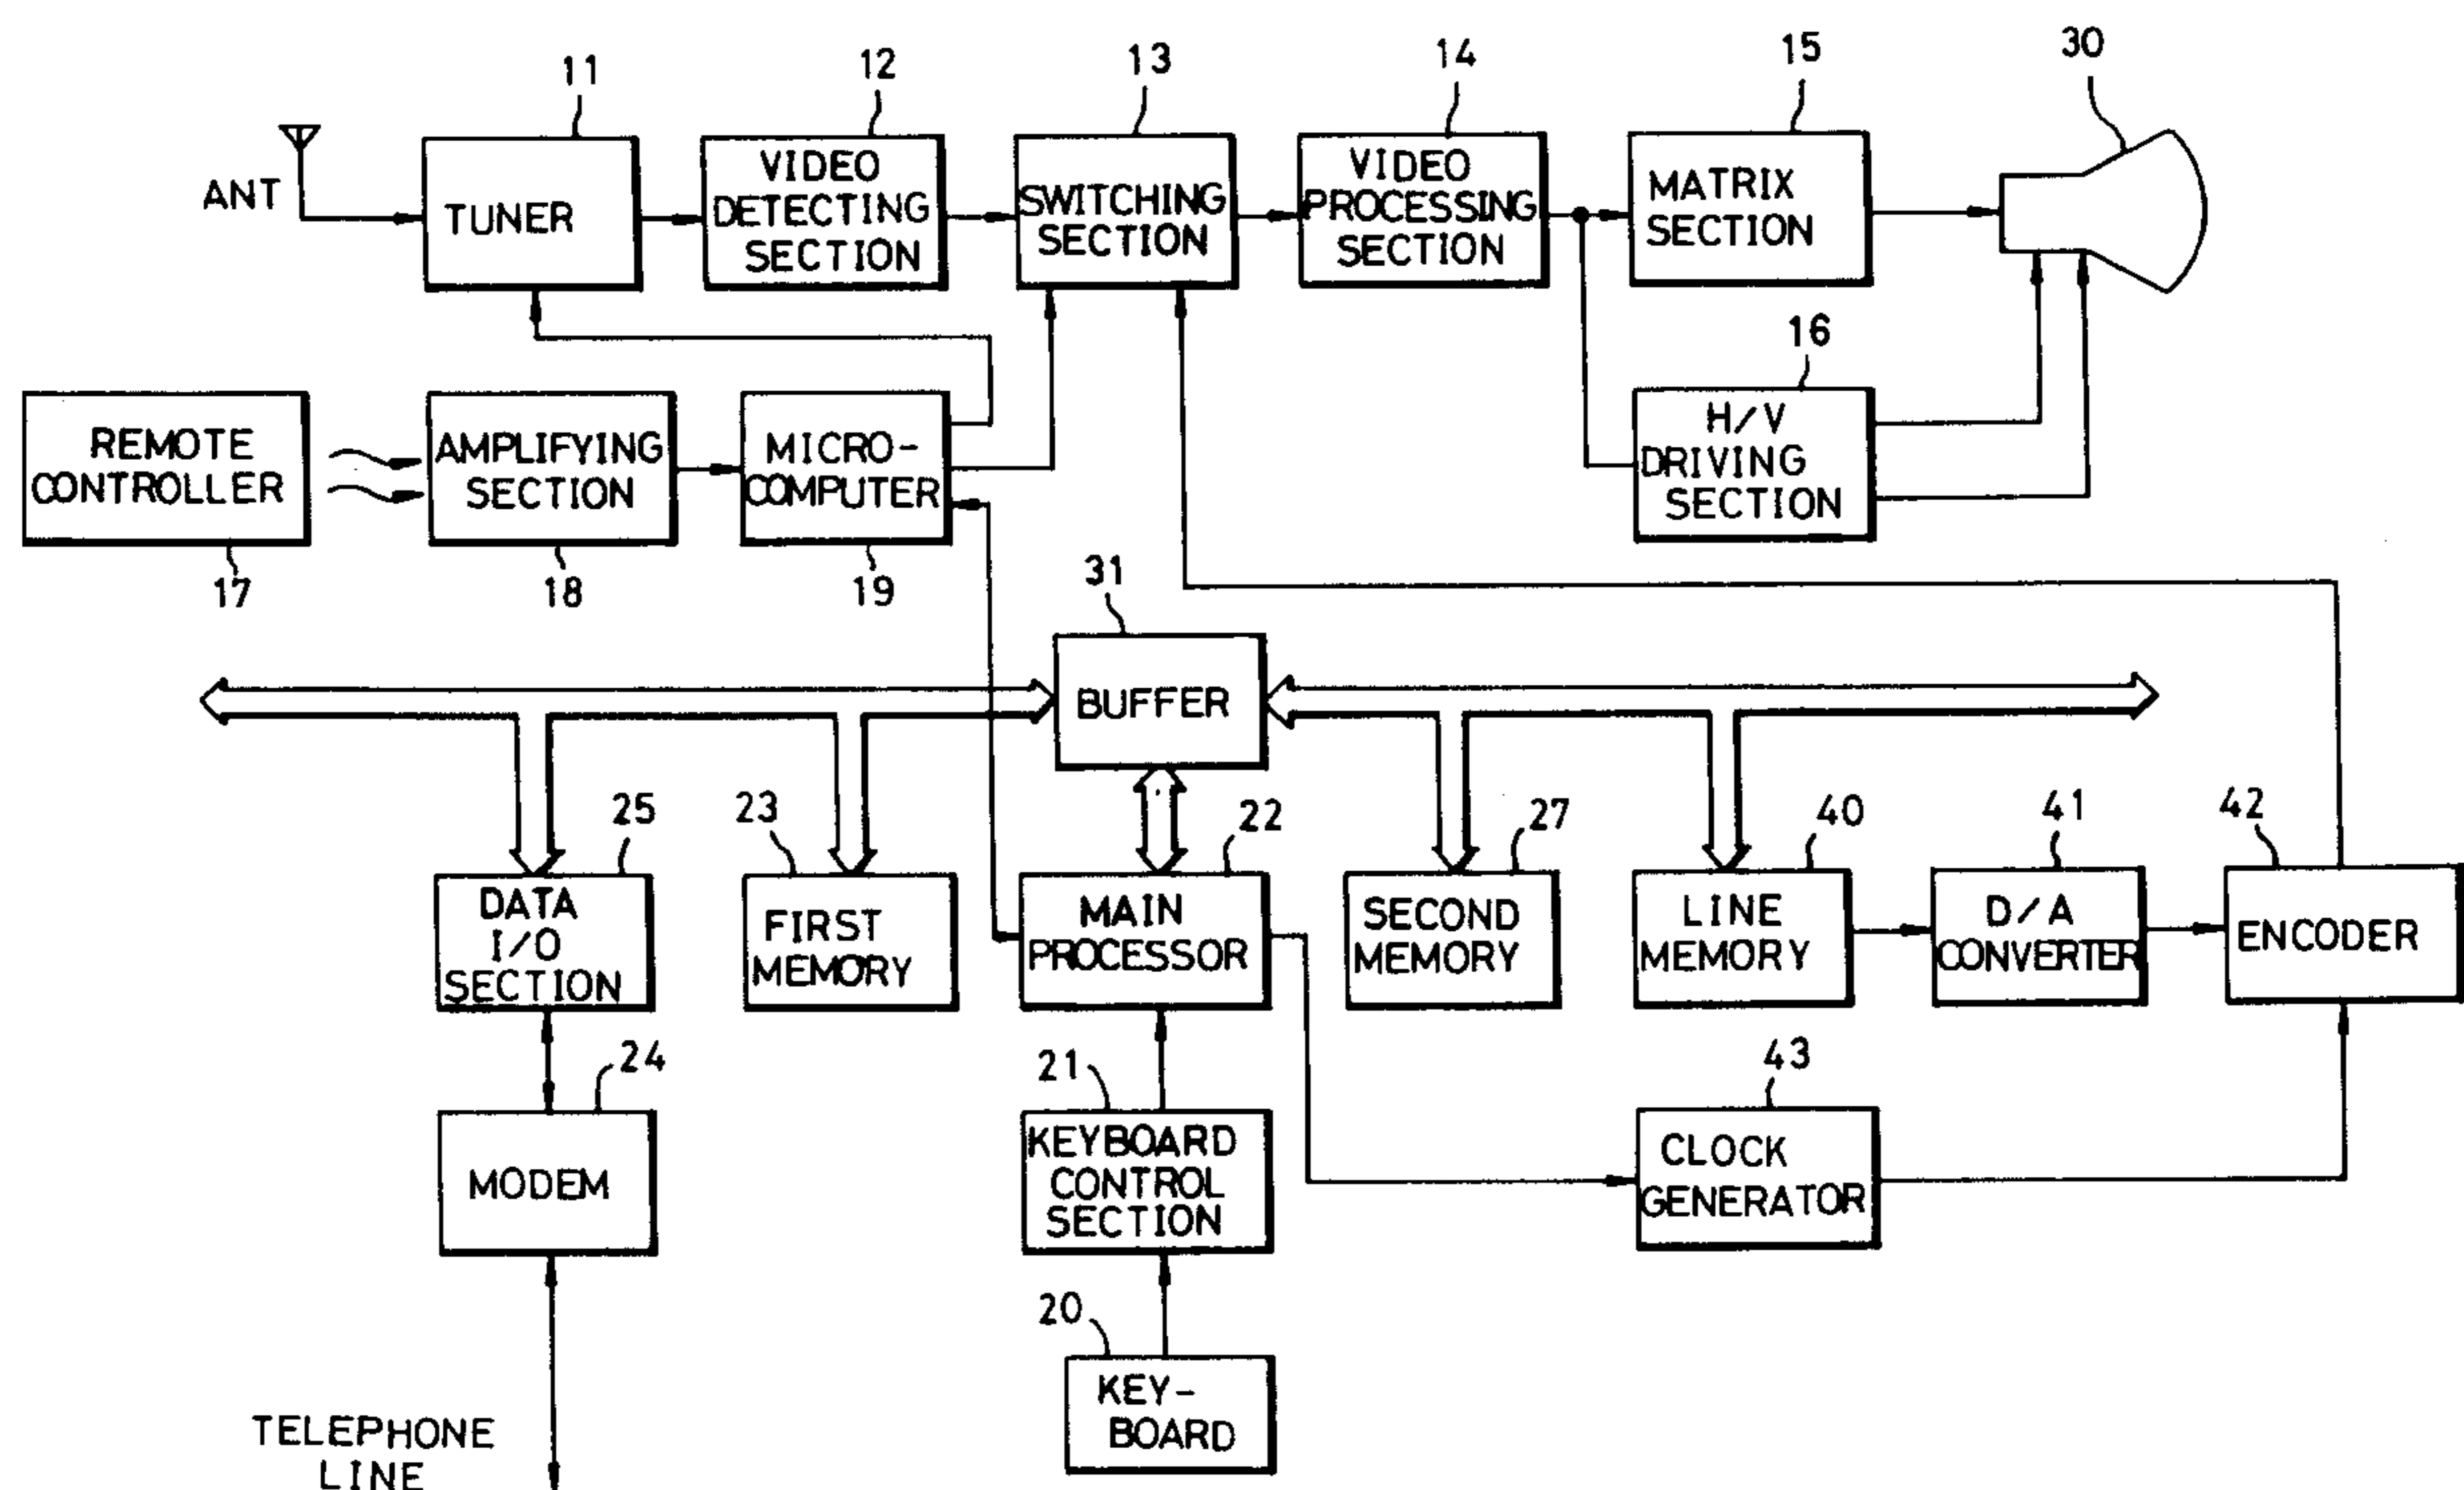 11
12
13
14
15
30
ANT
TUNER
VIDEO
DETECTING
SECTION
SWITCHING
SECTION
VIDEO
PROCESSING
SECTION
MATRIX
SECTION
16
REMOTE
CONTROLLER
AMPLIFYING
SECTION
MICRO-
COMPUTER
H/V
DRIVING
SECTION
17
18
19
31
BUFFER
25
23
22
27
40
41
42
DATA
I/O
SECTION
FIRST
MEMORY
MAIN
PROCESSOR
SECOND
MEMORY
LINE
MEMORY
D/A
CONVERTER
ENCODER
24
21
43
MODEM
KEYBOARD
CONTROL
SECTION
CLOCK
GENERATOR
20
KEY-
BOARD
TELEPHONE
LINE